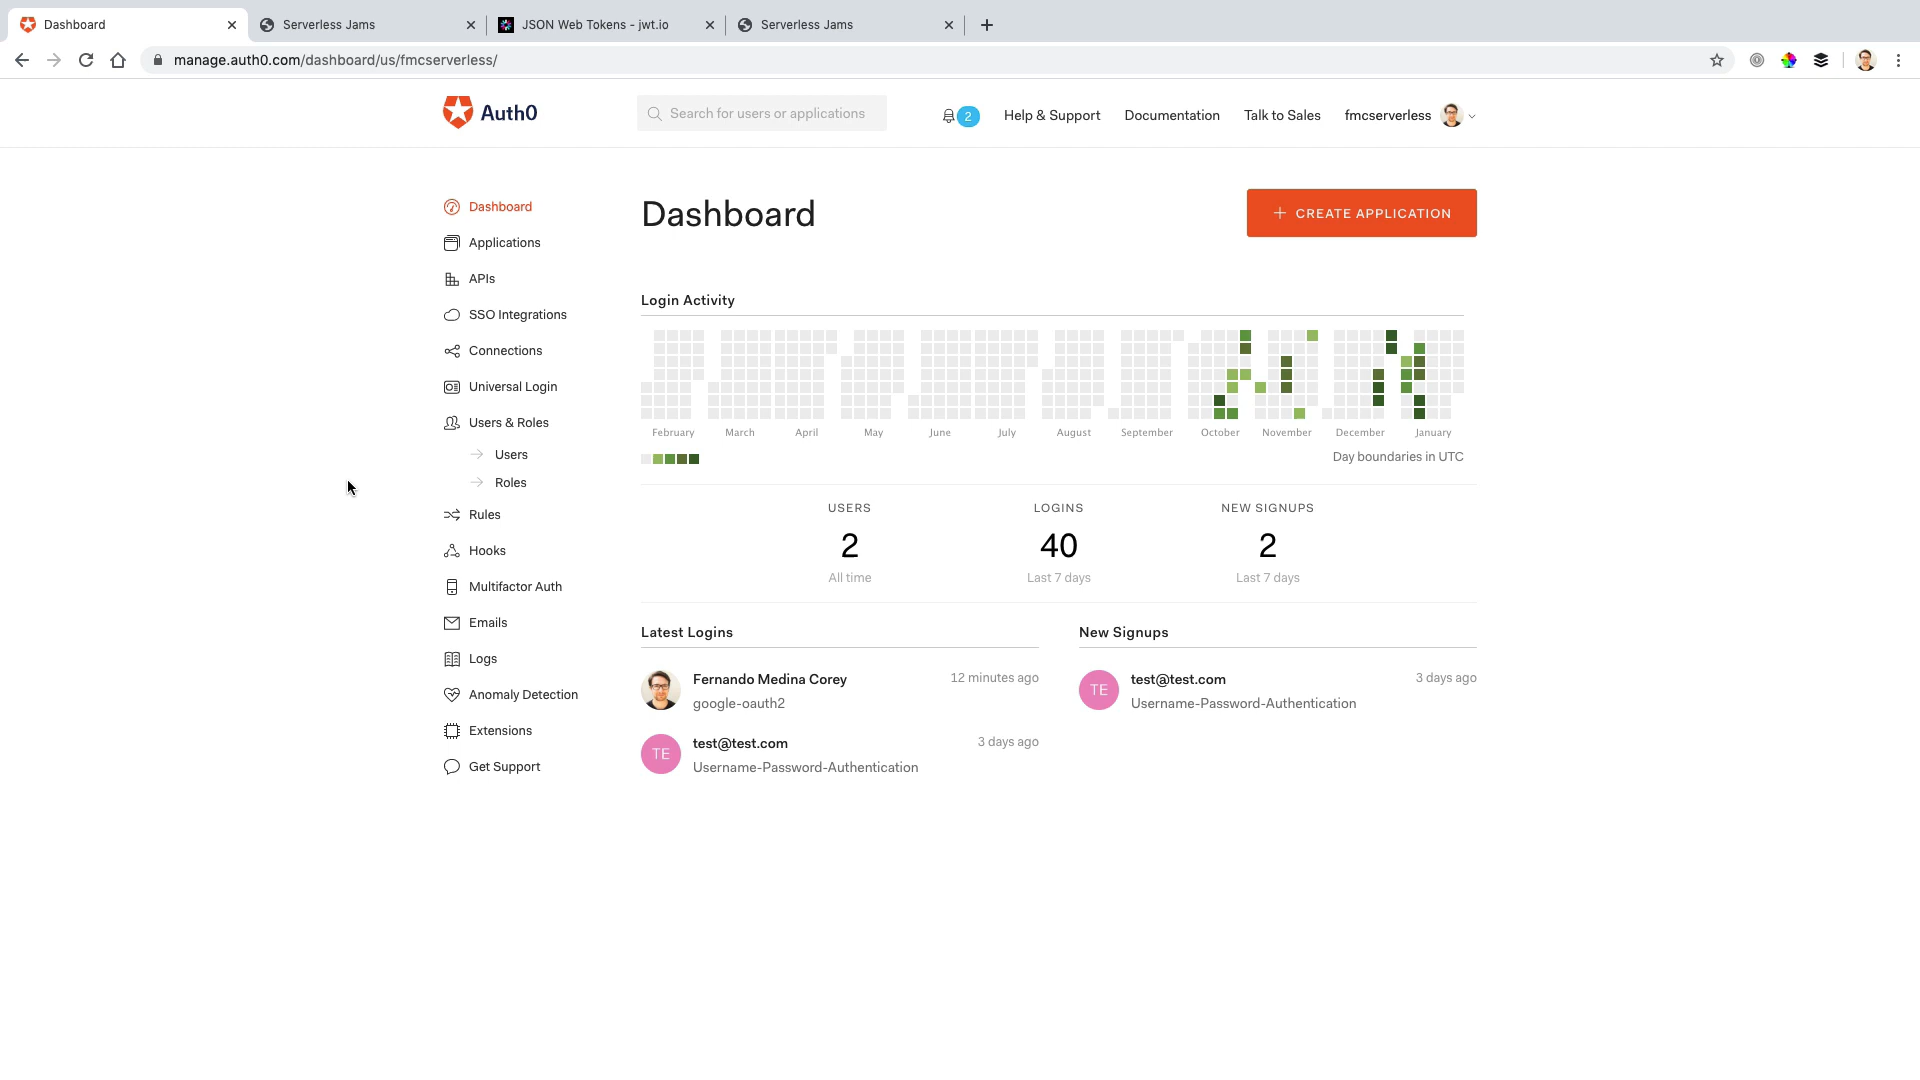 Dashboard
Serverless Jams
JSON Web Tokens - jwt.io
Serverless Jams
manage.auth0.com/dashboard/us/fmcserverless/
Auth0
Search for users or applications
2
Help & Support
Documentation
Talk to Sales
fmcserverless
Dashboard
Applications
APIs
SSO Integrations
Connections
Universal Login
Users & Roles
Users
Roles
Rules
Hooks
Multifactor Auth
Emails
Logs
Anomaly Detection
Extensions
Get Support
Dashboard
CREATE APPLICATION
Login Activity
February March April May June July August September October November December January
Day boundaries in UTC
USERS
2
All time
LOGINS
40
Last 7 days
NEW SIGNUPS
2
Last 7 days
Latest Logins
Fernando Medina Corey
12 minutes ago
google-oauth2
TE
test@test.com
3 days ago
Username-Password-Authentication
New Signups
TE
test@test.com
3 days ago
Username-Password-Authentication